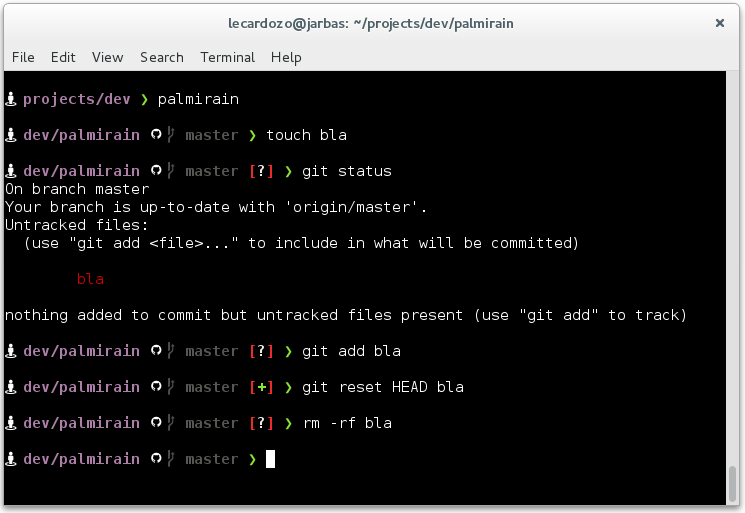 lecardozo@jarbas: ~/projects/dev/palmirain ×
File Edit View Search Terminal Help
projects/dev ❯ palmirain
dev/palmirain master ❯ touch bla
dev/palmirain master [?] ❯ git status
On branch master
Your branch is up-to-date with 'origin/master'.
Untracked files:
  (use "git add <file>..." to include in what will be committed)
bla
nothing added to commit but untracked files present (use "git add" to track)
dev/palmirain master [?] ❯ git add bla
dev/palmirain master [+] ❯ git reset HEAD bla
dev/palmirain master [?] ❯ rm -rf bla
dev/palmirain master ❯